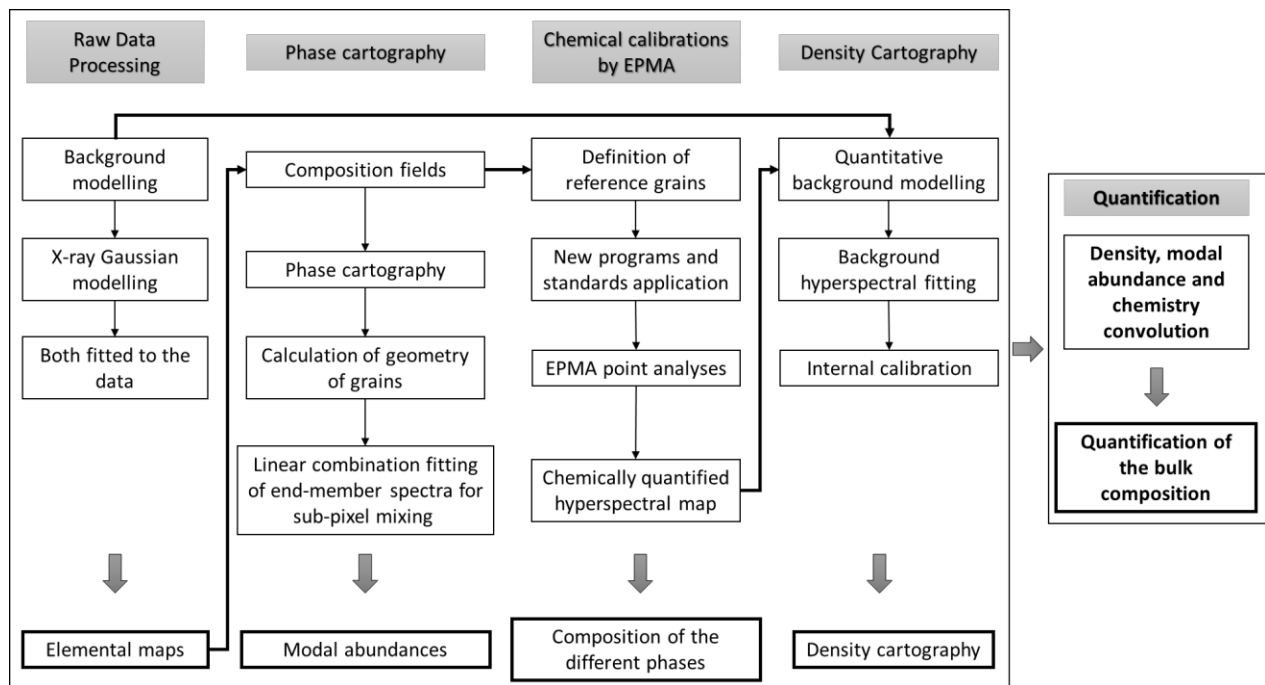 Raw Data
Processing
Phase cartography
Chemical calibrations
by EPMA
Density Cartography
Background
modelling
X-ray Gaussian
modelling
Both fitted to the
data
Elemental maps
Composition fields
Phase cartography
Calculation of geometry
of grains
Linear combination fitting
of end-member spectra for
sub-pixel mixing
Modal abundances
Definition of
reference grains
New programs and
standards application
EPMA point analyses
Chemically quantified
hyperspectral map
Composition of the
different phases
Quantitative
background modelling
Background
hyperspectral fitting
Internal calibration
Density cartography
Quantification
Density, modal
abundance and
chemistry
convolution
Quantification of
the bulk
composition